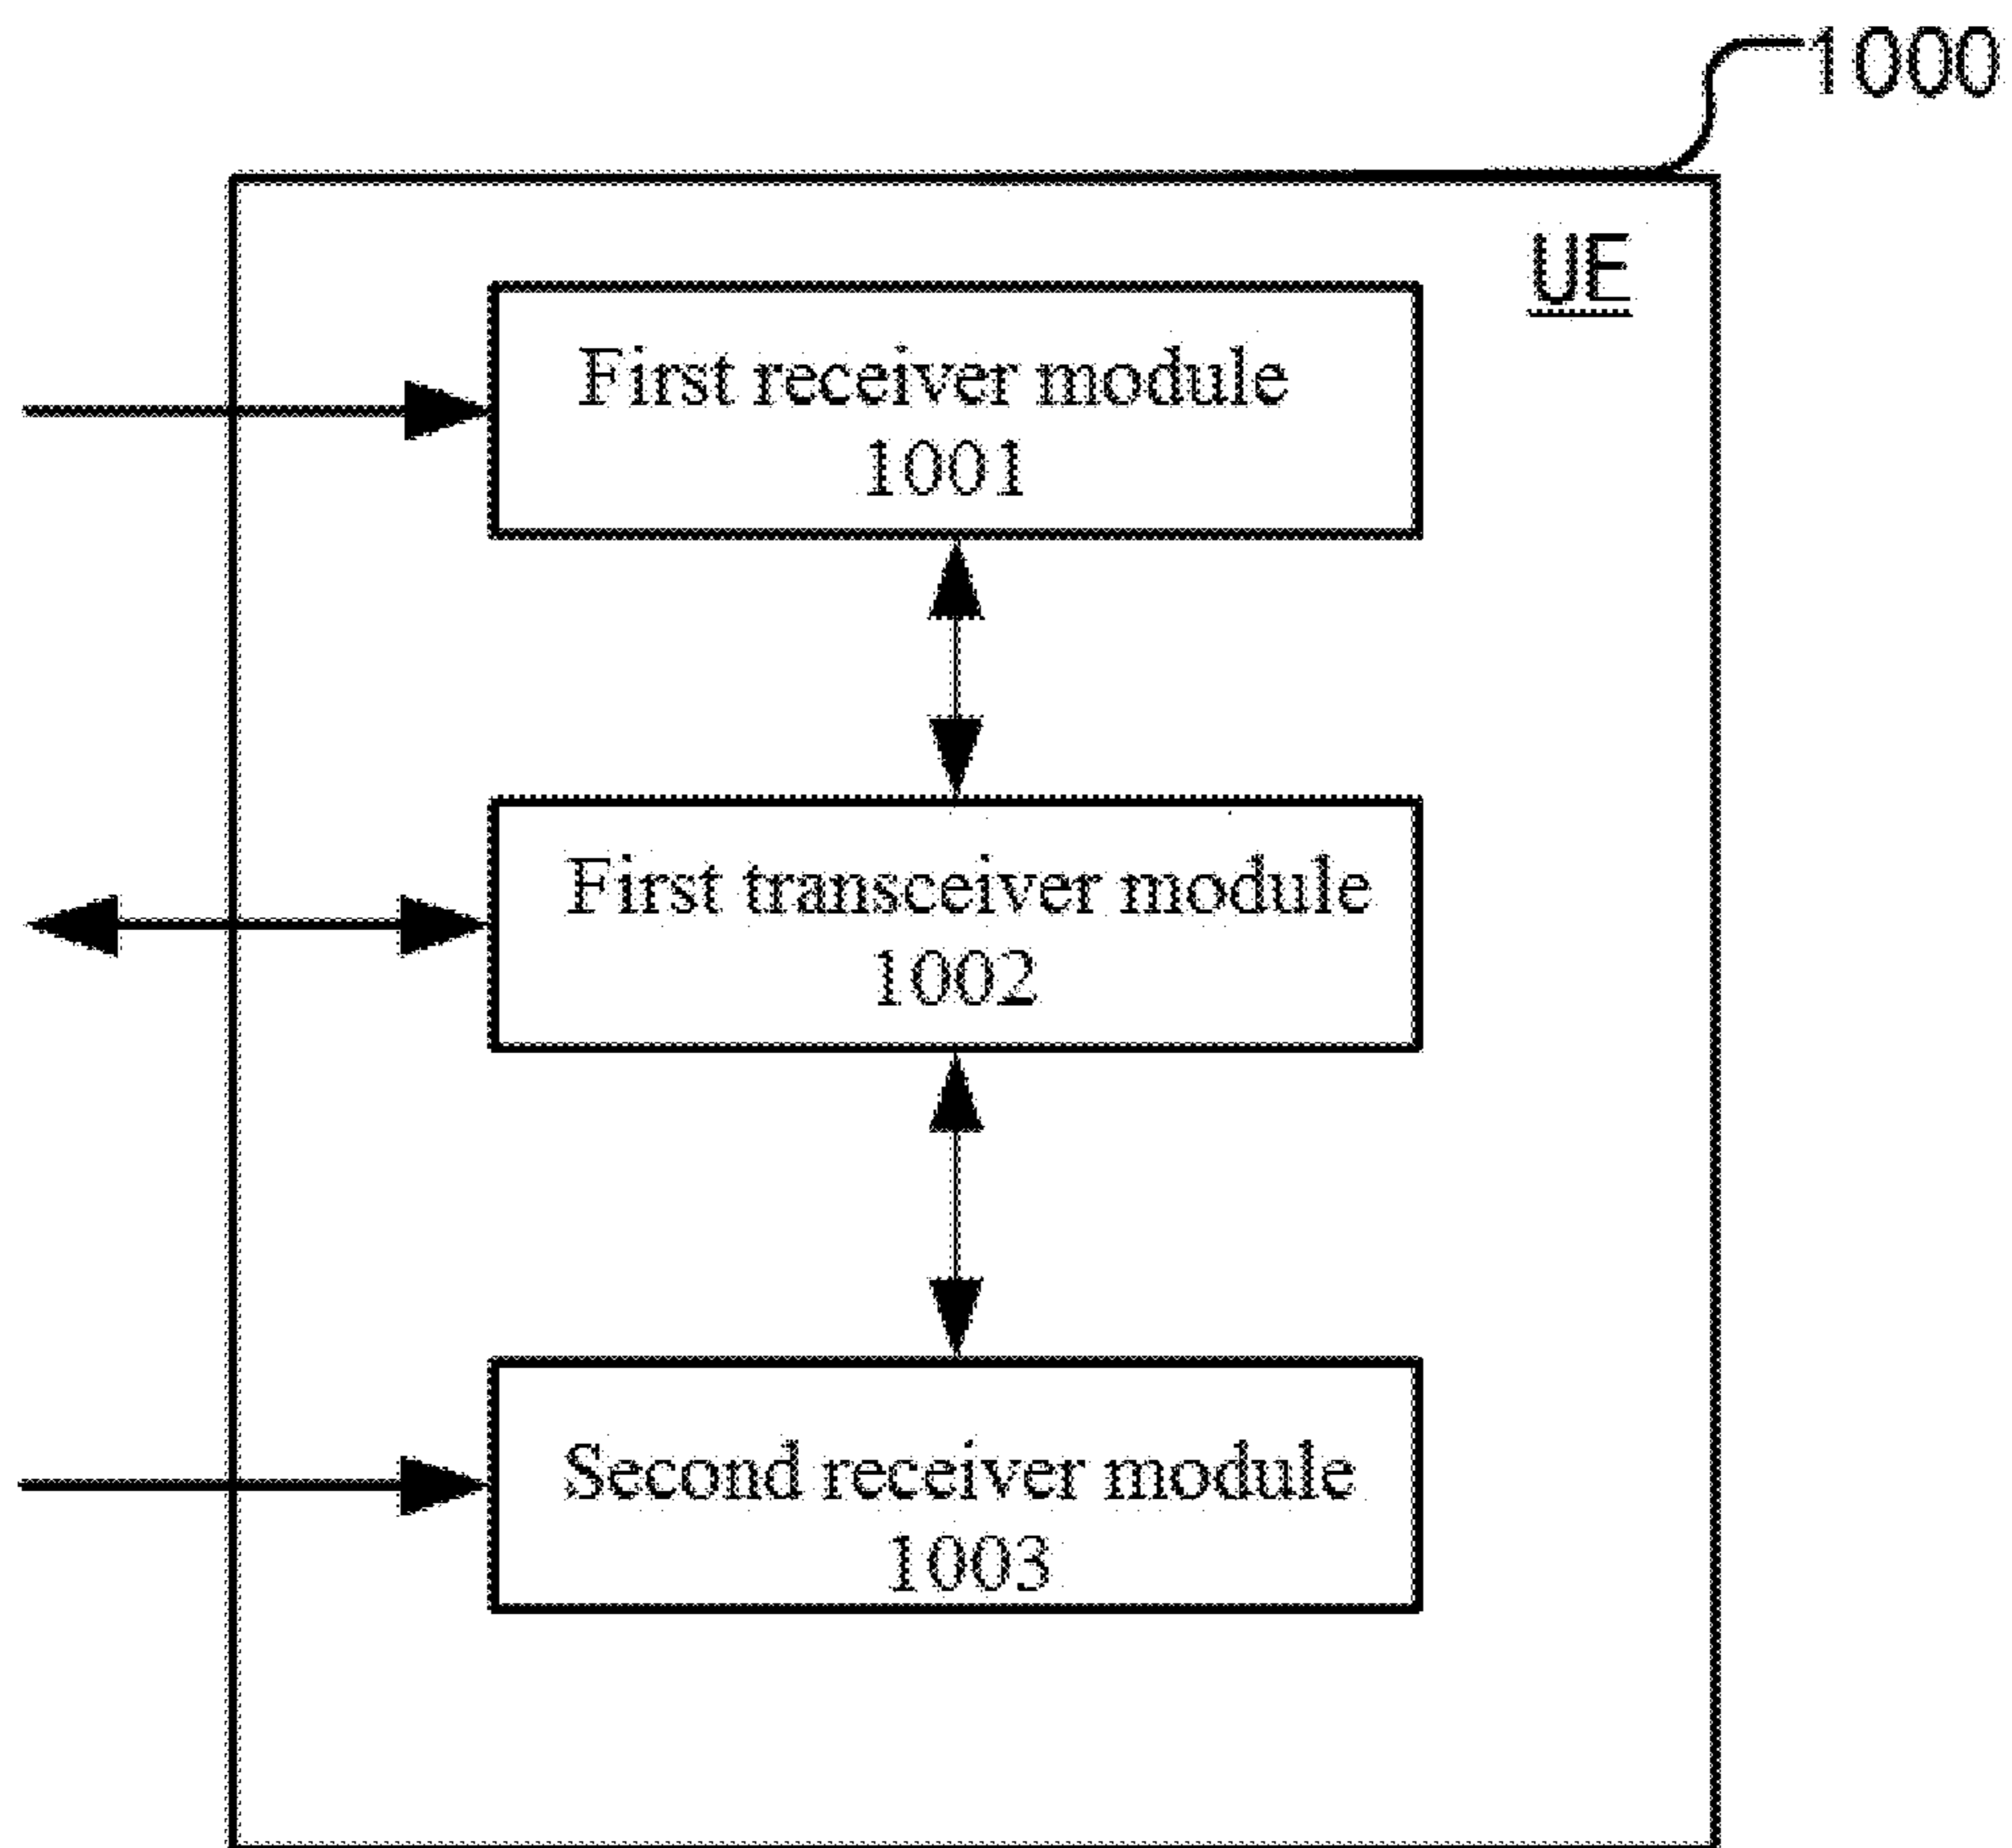 1000
UE
First receiver module
1001
First transceiver module
1002
Second receiver module
1003